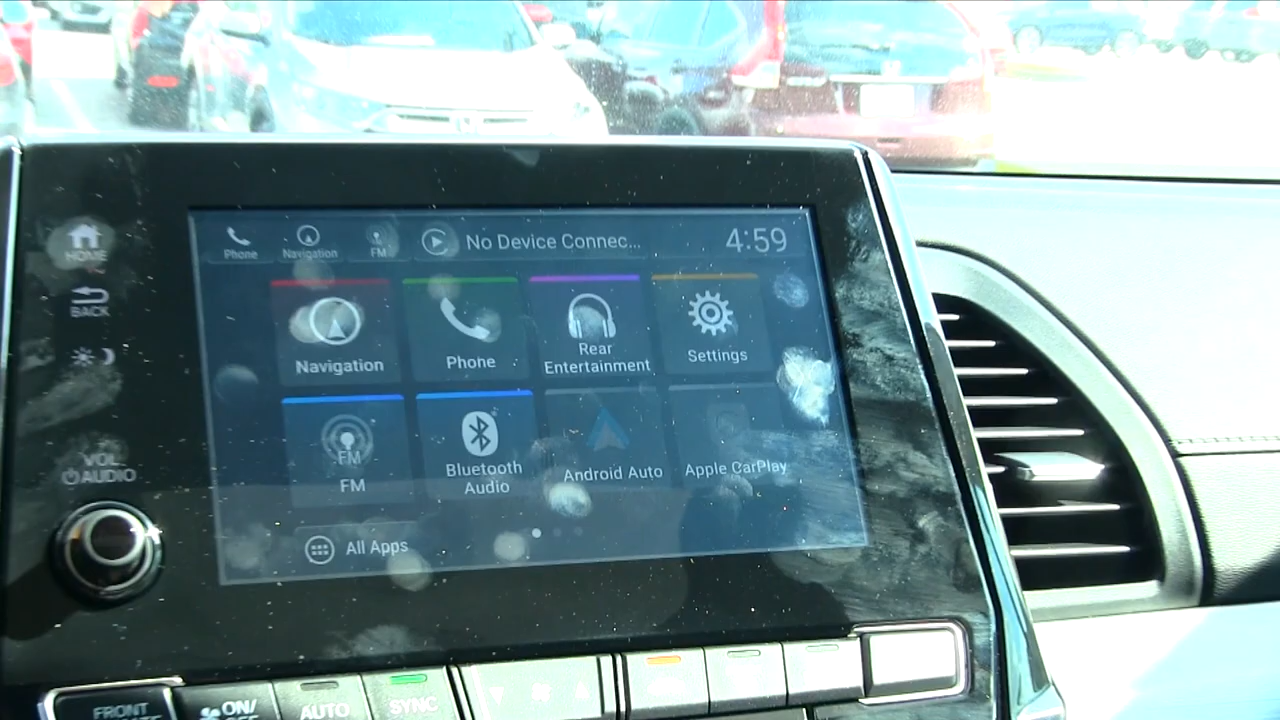 HOME
BACK
VOL
AUDIO
Phone
Navigation
FM
No Device Connec...
4:59
Navigation
Phone
Rear
Entertainment
Settings
FM
FM
Bluetooth
Audio
Android Auto
Apple CarPlay
All Apps
FRONT
ON/
AUTO
SYNC